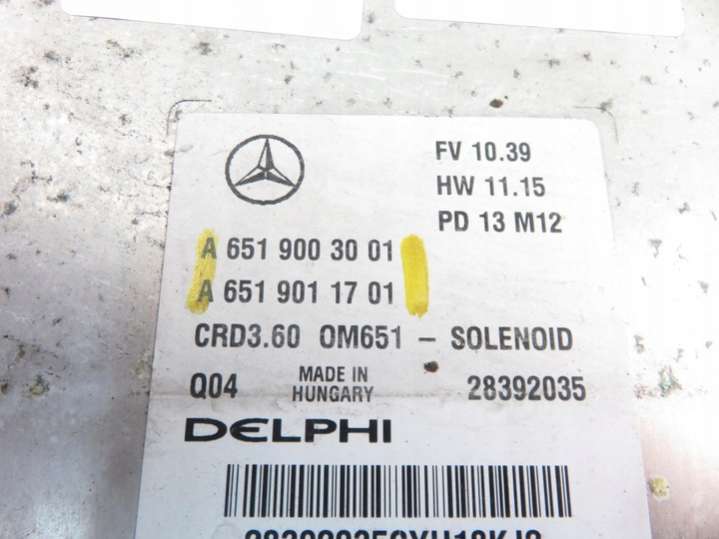 FV 10.39
HW 11.15
PD 13 M12
A 651 900 30 01
A 651 901 17 01
CRD3.60 OM651 – SOLENOID
Q04 MADE IN HUNGARY 28392035
DELPHI